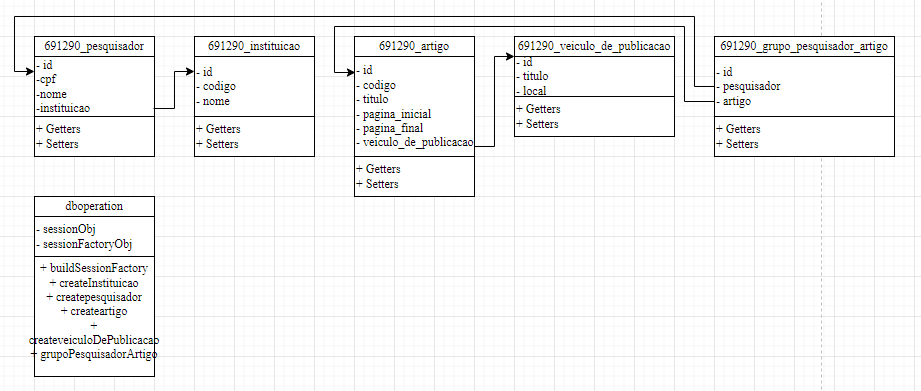 691290_pesquisador
- id
-cpf
-nome
-instituicao
+ Getters
+ Setters
691290_instituicao
- id
- codigo
- nome
+ Getters
+ Setters
691290_artigo
- id
- codigo
- titulo
- pagina_inicial
- pagina_final
- veiculo_de_publicacao
+ Getters
+ Setters
691290_veiculo_de_publicacao
- id
- titulo
- local
+ Getters
+ Setters
691290_grupo_pesquisador_artigo
- id
- pesquisador
- artigo
+ Getters
+ Setters
dboperation
- sessionObj
- sessionFactoryObj
+ buildSessionFactory
+ createInstituicao
+ createpesquisador
+ createartigo
+
createveiculoDePublicacao
+ grupoPesquisadorArtigo